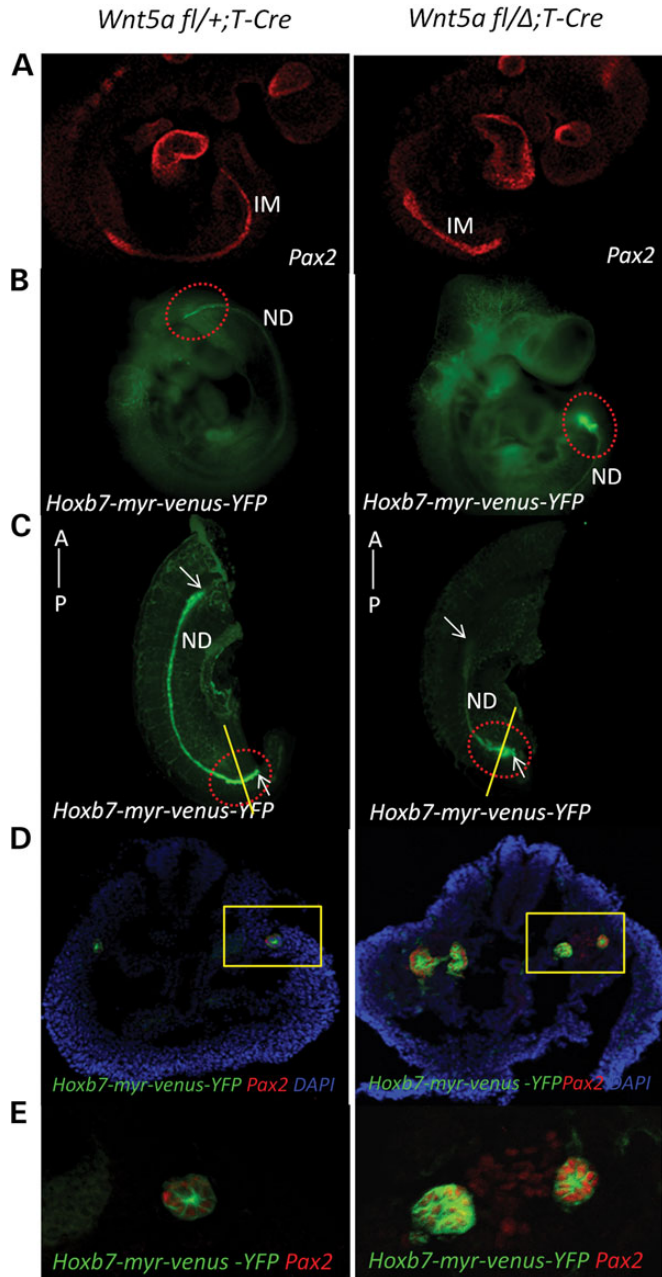 Wnt5a fl/+;T-Cre Wnt5a fl/Δ;T-Cre
A
IM
Pax2
IM
Pax2
B
ND
Hoxb7-myr-venus-YFP
ND
Hoxb7-myr-venus-YFP
C
A
P
ND
Hoxb7-myr-venus-YFP
A
P
ND
Hoxb7-myr-venus-YFP
D
Hoxb7-myr-venus-YFP Pax2 DAPI
Hoxb7-myr-venus -YFP Pax2 DAPI
E
Hoxb7-myr-venus -YFP Pax2
Hoxb7-myr-venus -YFP Pax2